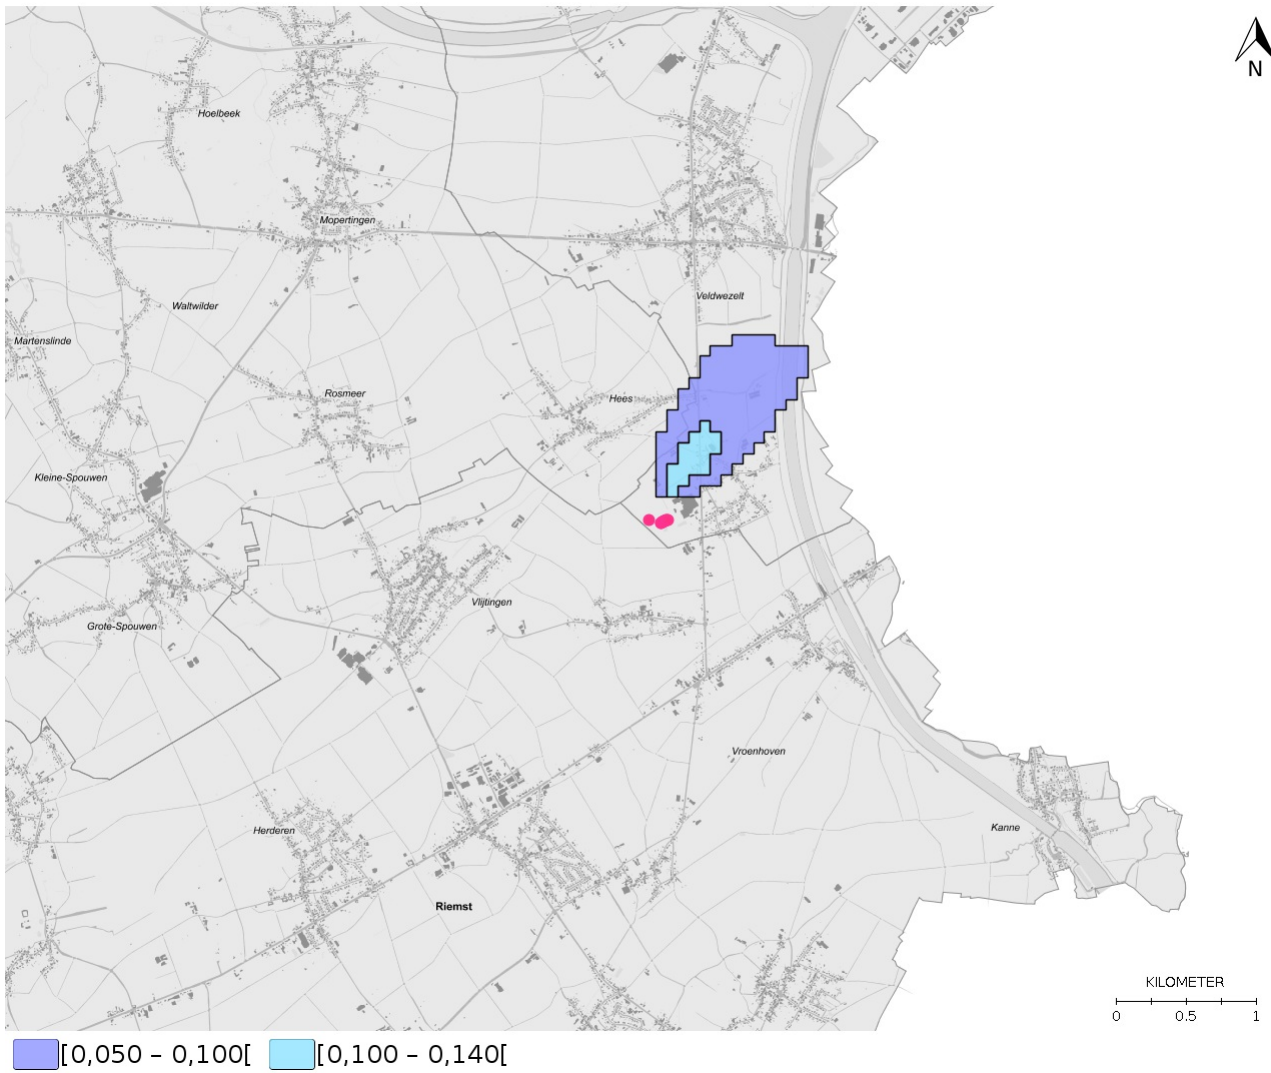 N
Hoelbeek
Mopertingen
Veldwezelt
Waltwilder
Martenslinde
Rosmeer
Hees
Kleine-Spouwen
Vlijtingen
Grote-Spouwen
Vroenhoven
Herderen
Kanne
Riemst
KILOMETER
0 0.5 1
[0,050 – 0,100[ [0,100 – 0,140[